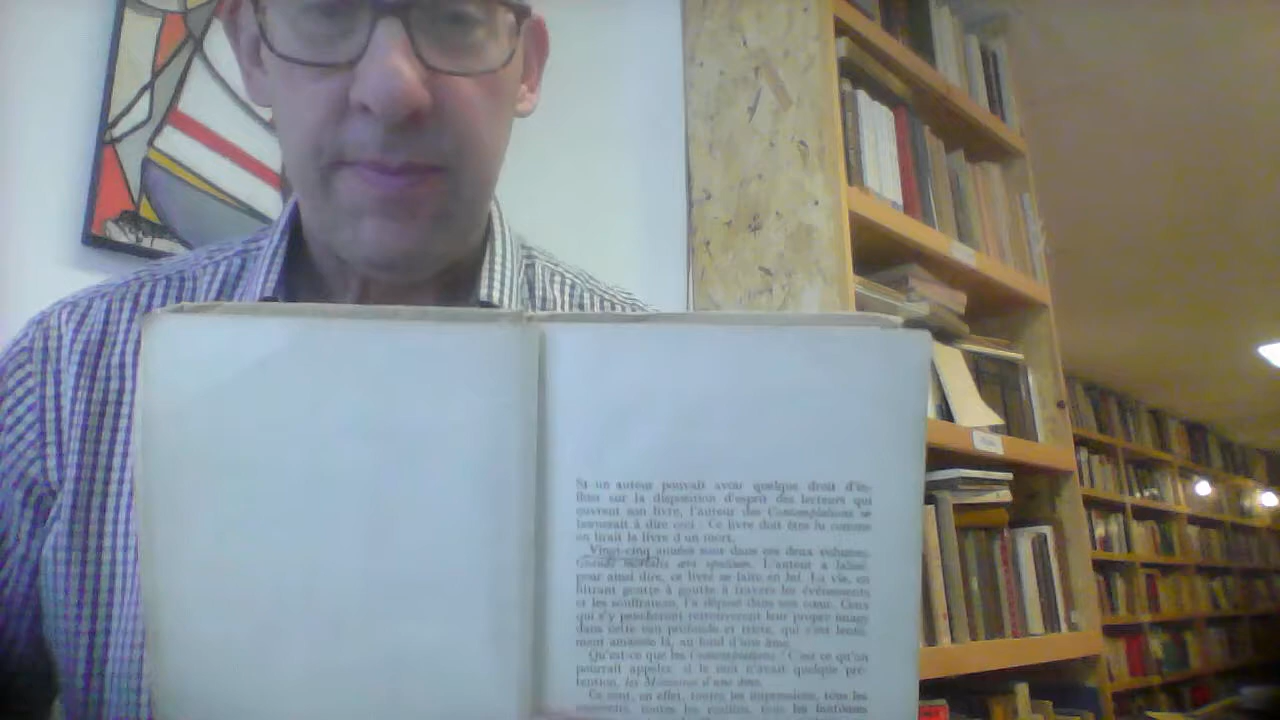 Si un auteur pouvait avoir quelque droit d'in-
fluer sur la disposition d'esprit des lecteurs qui
ouvrent son livre, l'auteur des Contemplations se
bornerait à dire ceci : Ce livre doit être lu comme
on lirait le livre d'un mort.
Vingt-cinq années sont dans ces deux volumes.
Grande mortalis ævi spatium. L'auteur a laissé,
pour ainsi dire, ce livre se faire en lui. La vie, en
filtrant goutte à goutte à travers les événements
et les souffrances, l'a déposé dans son cœur. Ceux
qui s'y pencheront retrouveront leur propre image
dans cette eau profonde et triste, qui s'est lente-
ment amassée là, au fond d'une âme.
Qu'est-ce que les Contemplations ? C'est ce qu'on
pourrait appeler, si le mot n'avait quelque pré-
tention, les Mémoires d'une âme.
Ce sont, en effet, toutes les impressions, tous les
souvenirs, toutes les réalités, tous les fantômes